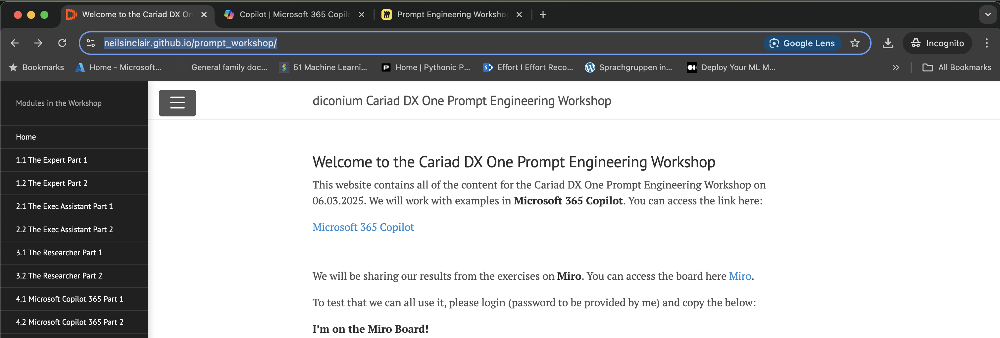 Welcome to the Cariad DX On
Copilot | Microsoft 365 Copilo
Prompt Engineering Workshop
neilsinclair.github.io/prompt_workshop/
Google Lens
Incognito
Bookmarks
Home - Microsoft...
General family doc...
51 Machine Learni...
Home | Pythonic P...
Effort I Effort Reco...
Sprachgruppen in...
Deploy Your ML M...
All Bookmarks
Modules in the Workshop
Home
1.1 The Expert Part 1
1.2 The Expert Part 2
2.1 The Exec Assistant Part 1
2.2 The Exec Assistant Part 2
3.1 The Researcher Part 1
3.2 The Researcher Part 2
4.1 Microsoft Copilot 365 Part 1
4.2 Microsoft Copilot 365 Part 2
diconium Cariad DX One Prompt Engineering Workshop
Welcome to the Cariad DX One Prompt Engineering Workshop
This website contains all of the content for the Cariad DX One Prompt Engineering Workshop on
06.03.2025. We will work with examples in Microsoft 365 Copilot. You can access the link here:
Microsoft 365 Copilot
We will be sharing our results from the exercises on Miro. You can access the board here Miro.
To test that we can all use it, please login (password to be provided by me) and copy the below:
I'm on the Miro Board!